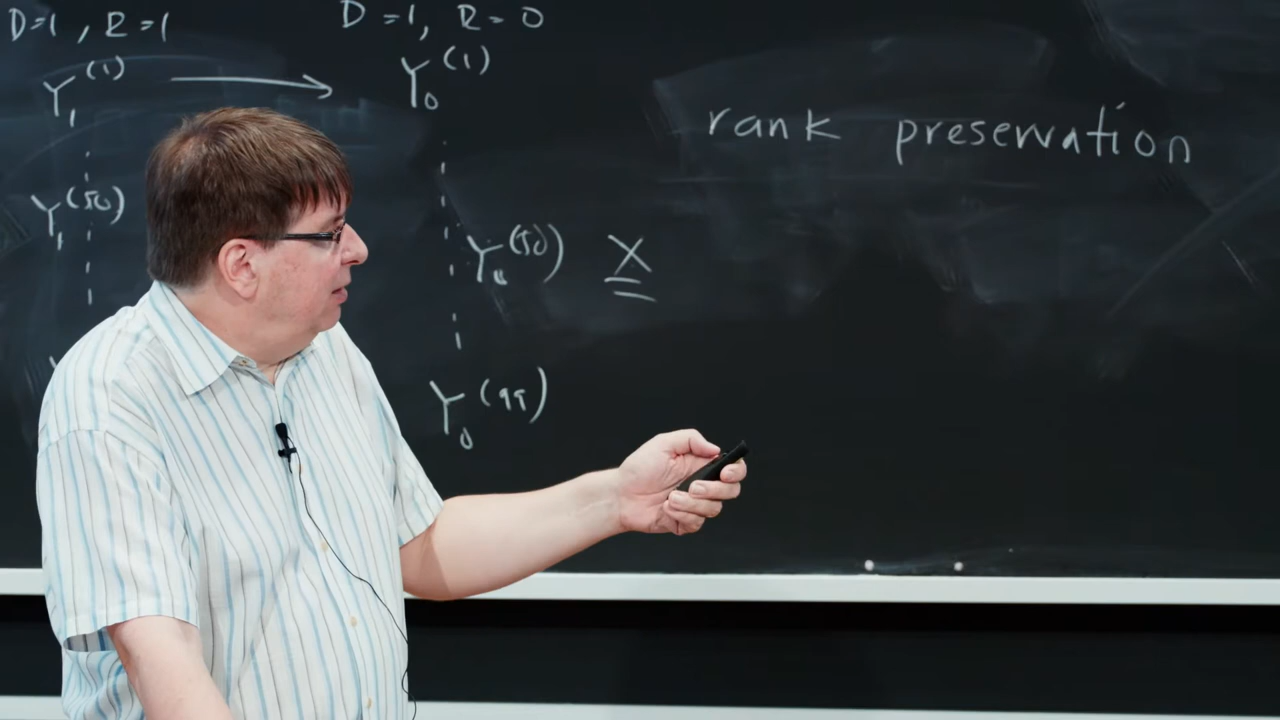 D=1, R=1
Y₁⁽¹⁾
Y₁⁽⁵⁰⁾
D=1, R=0
Y₀⁽¹⁾
Y₀⁽⁵⁰⁾ X
Y₀⁽⁹⁹⁾
rank preservation